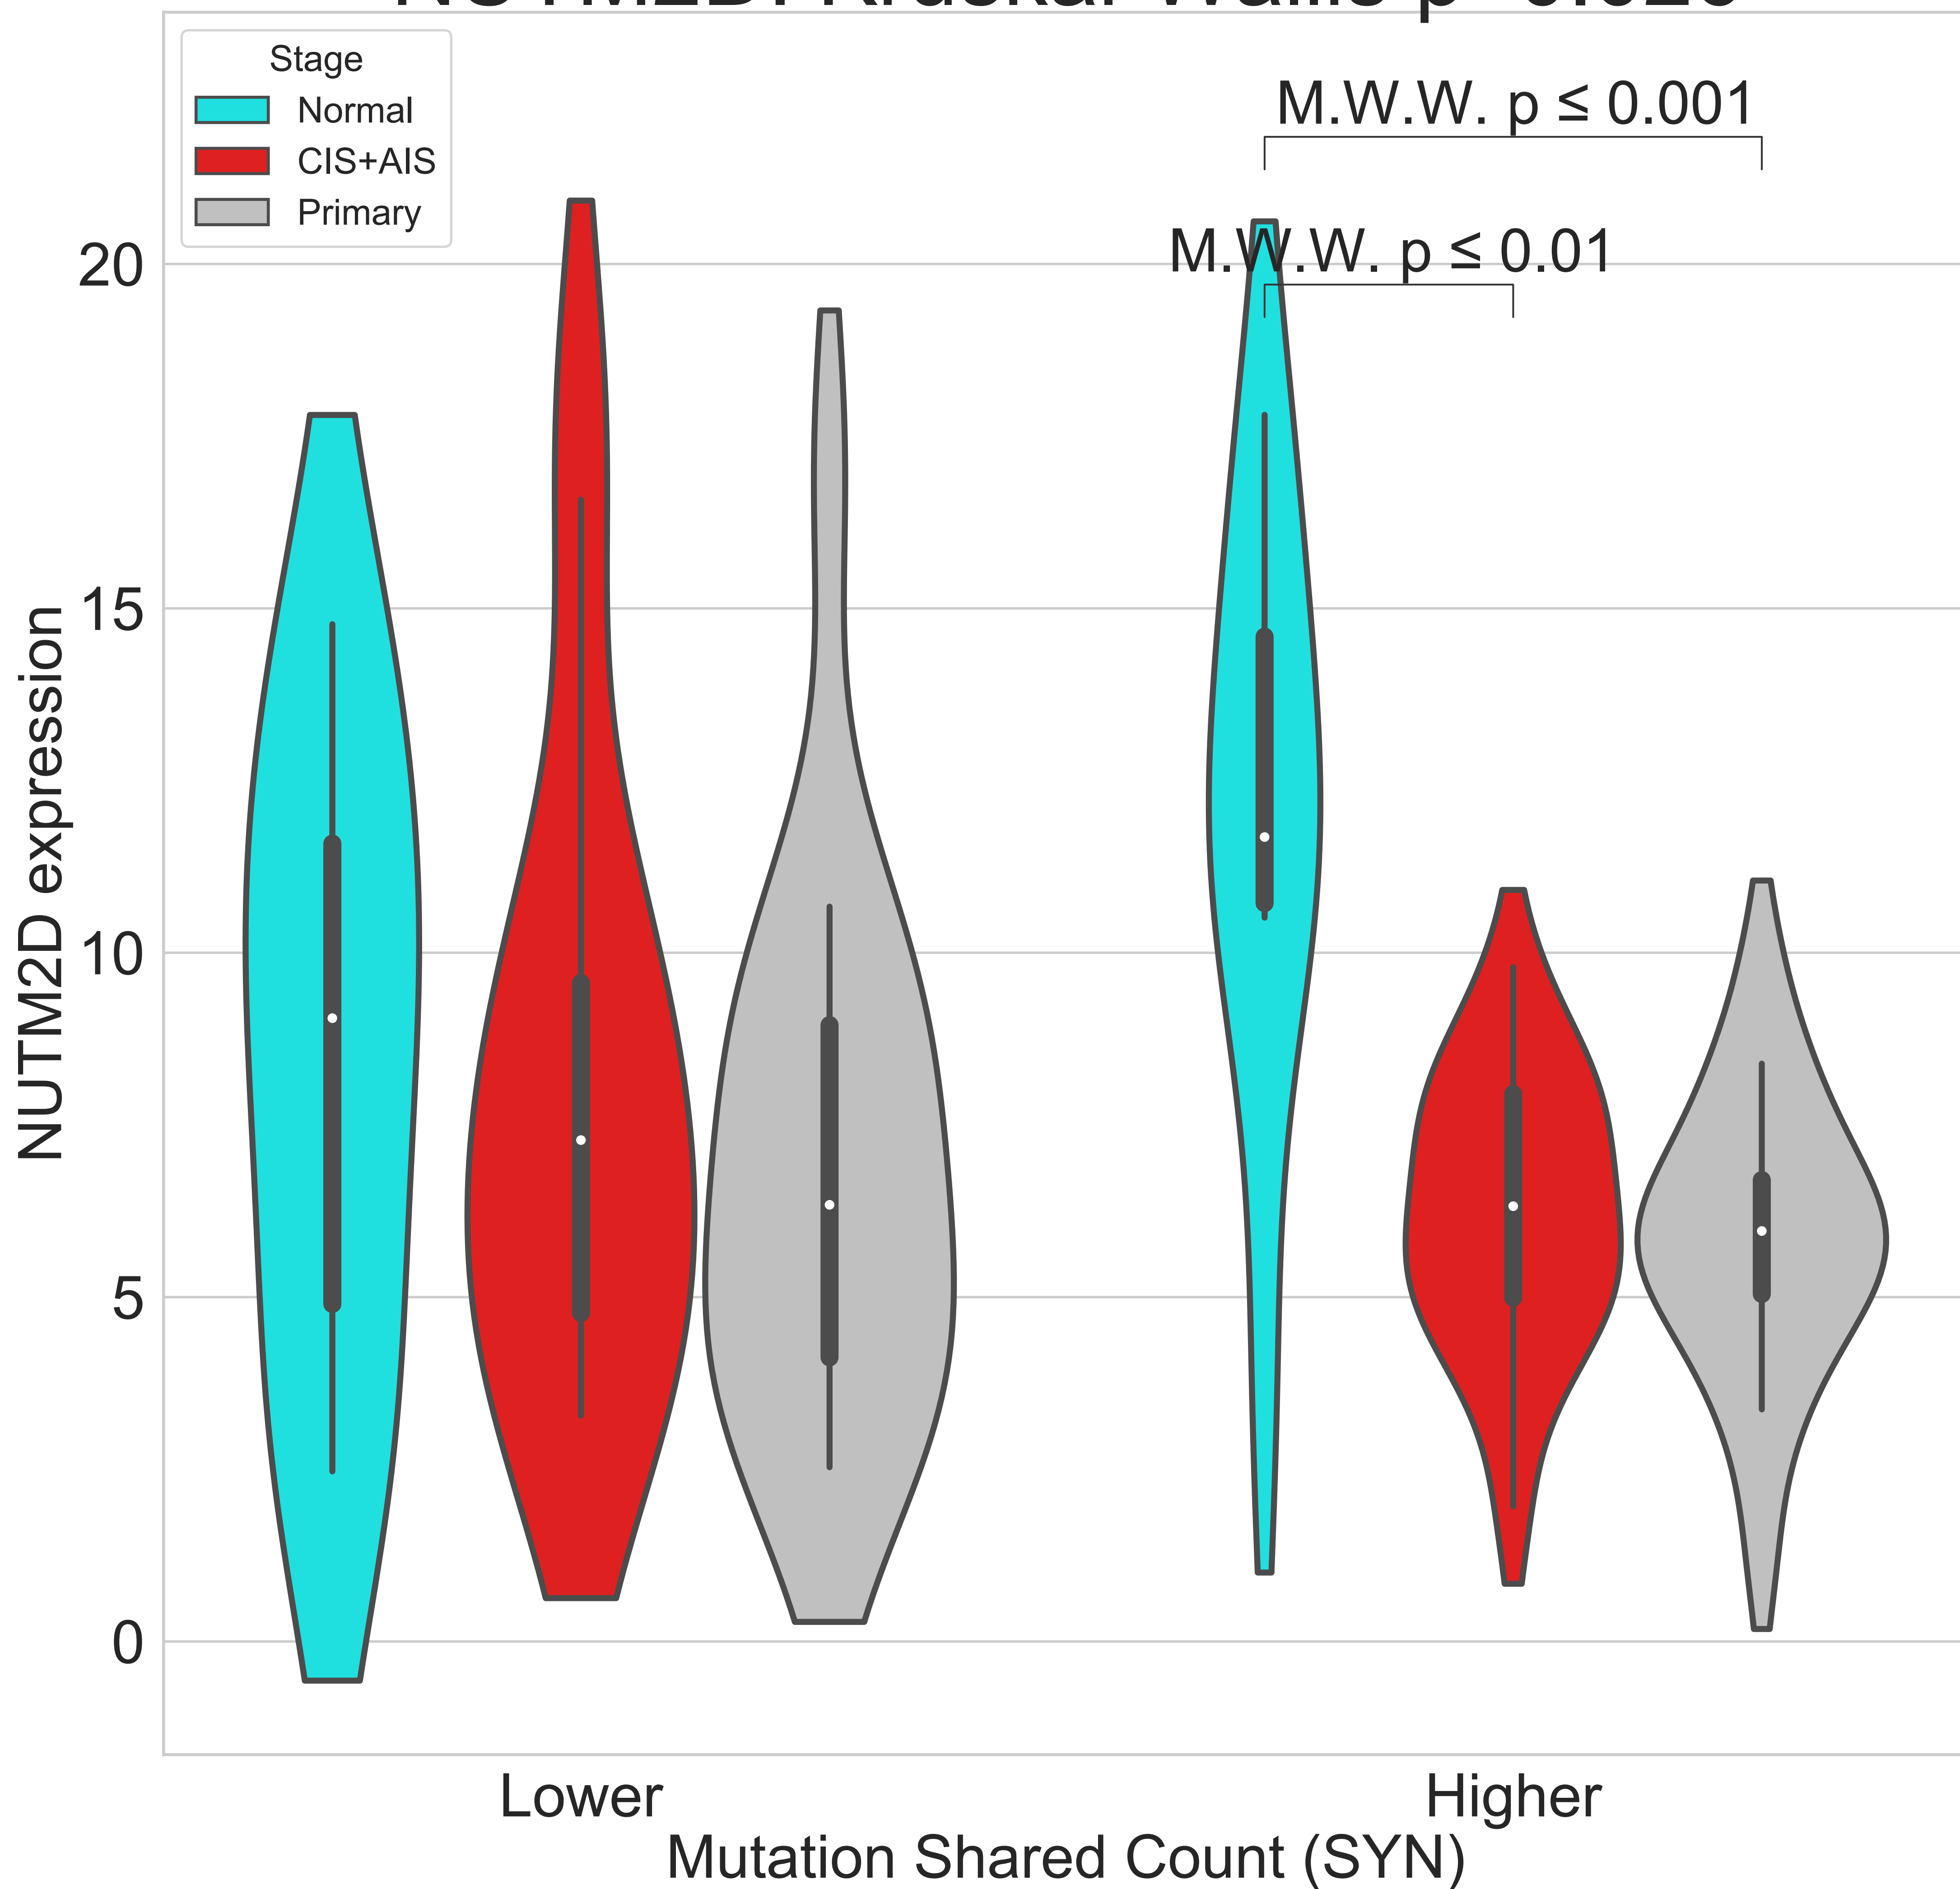 Stage
Normal
CIS+AIS
Primary
M.W.W. p ≤ 0.001
M.W.W. p ≤ 0.01
20
15
10
5
0
NUTM2D expression
Lower
Higher
Mutation Shared Count (SYN)